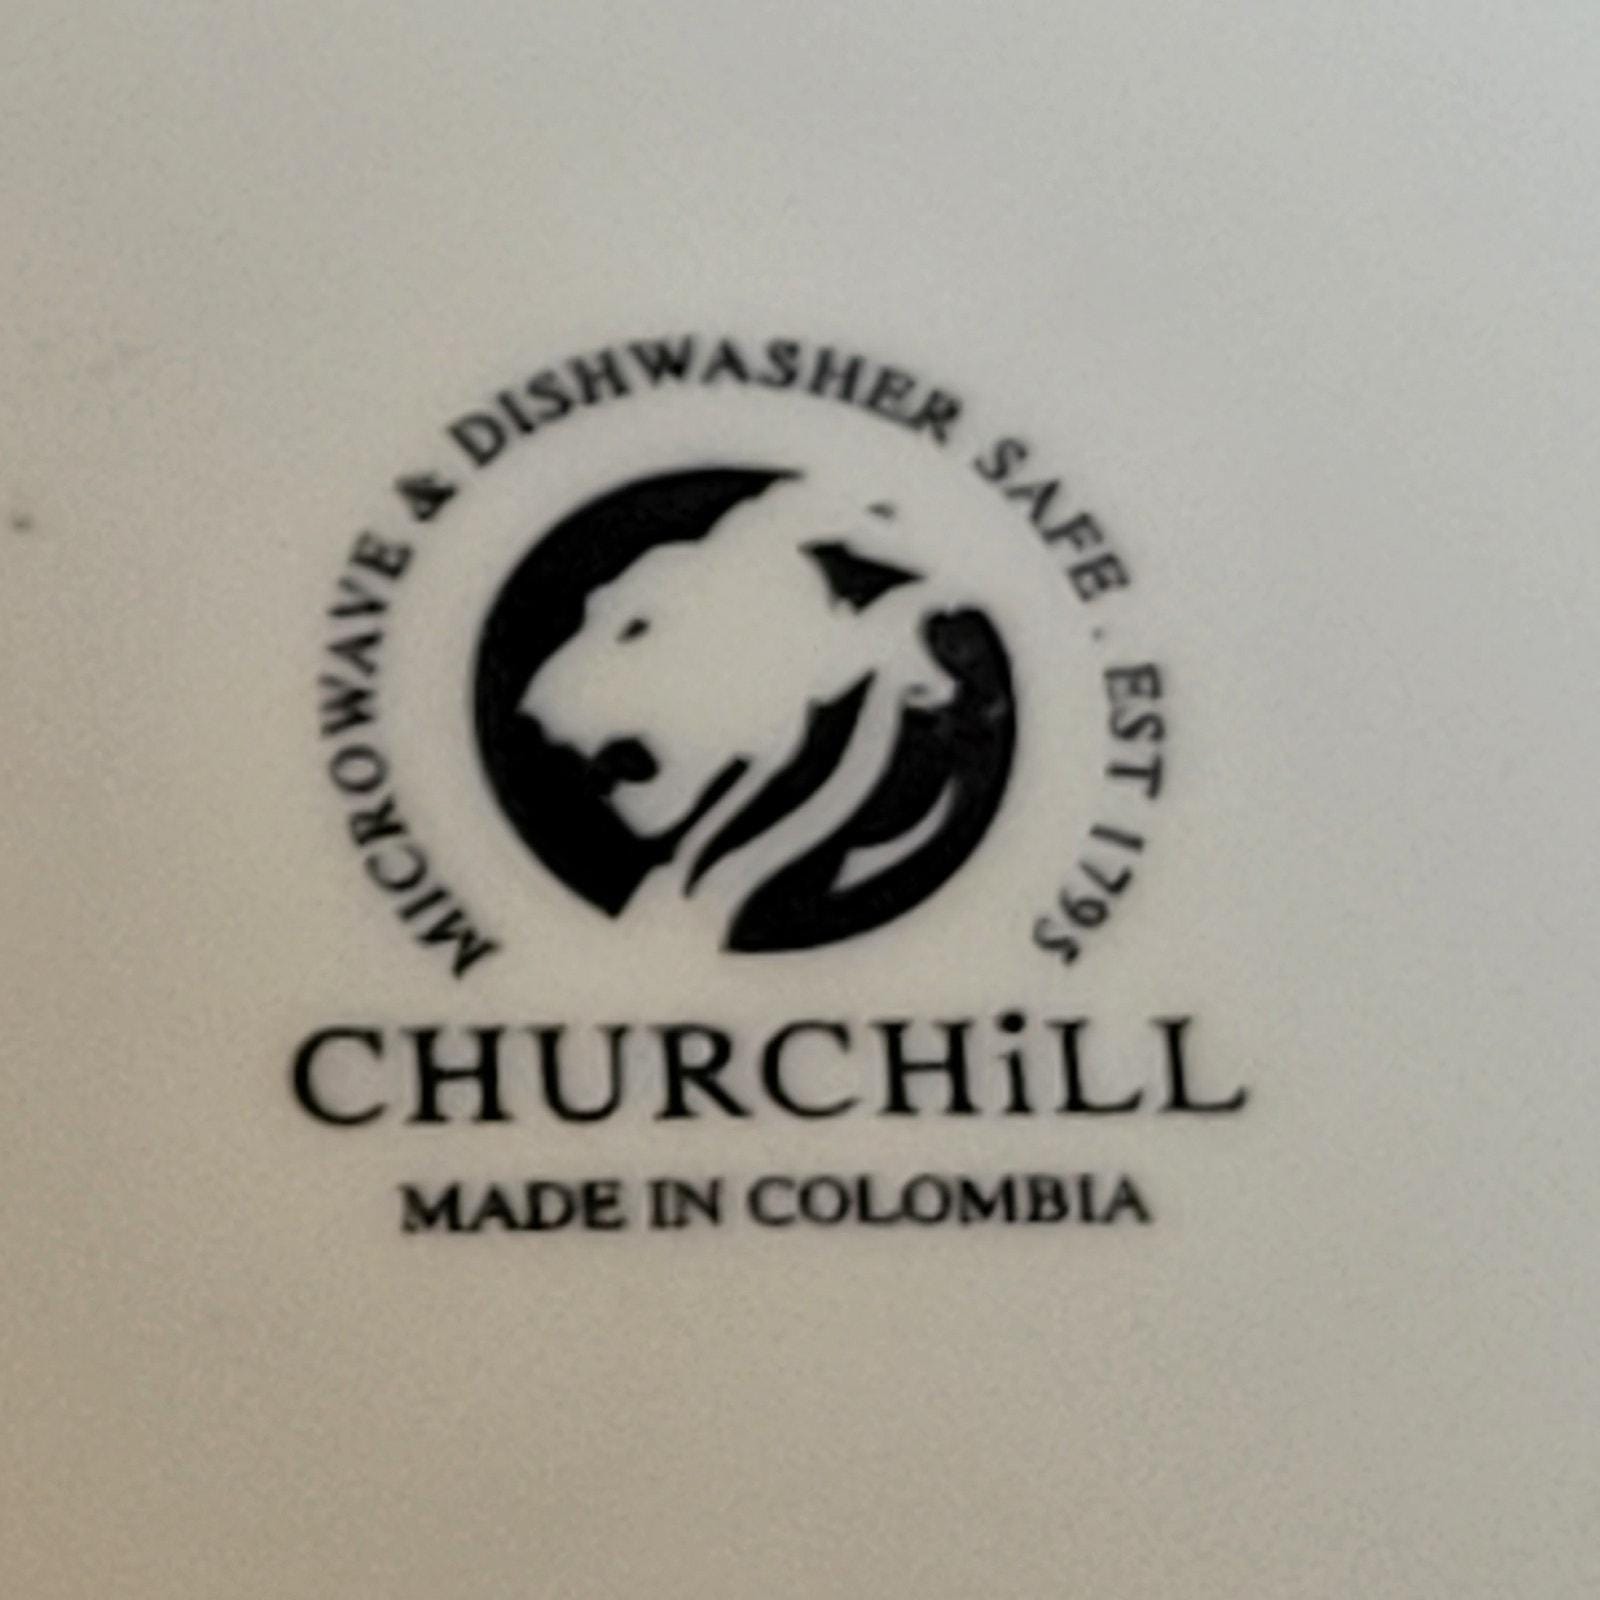 MICROWAVE & DISHWASHER SAFE . EST 1795
CHURCHiLL
MADE IN COLOMBIA